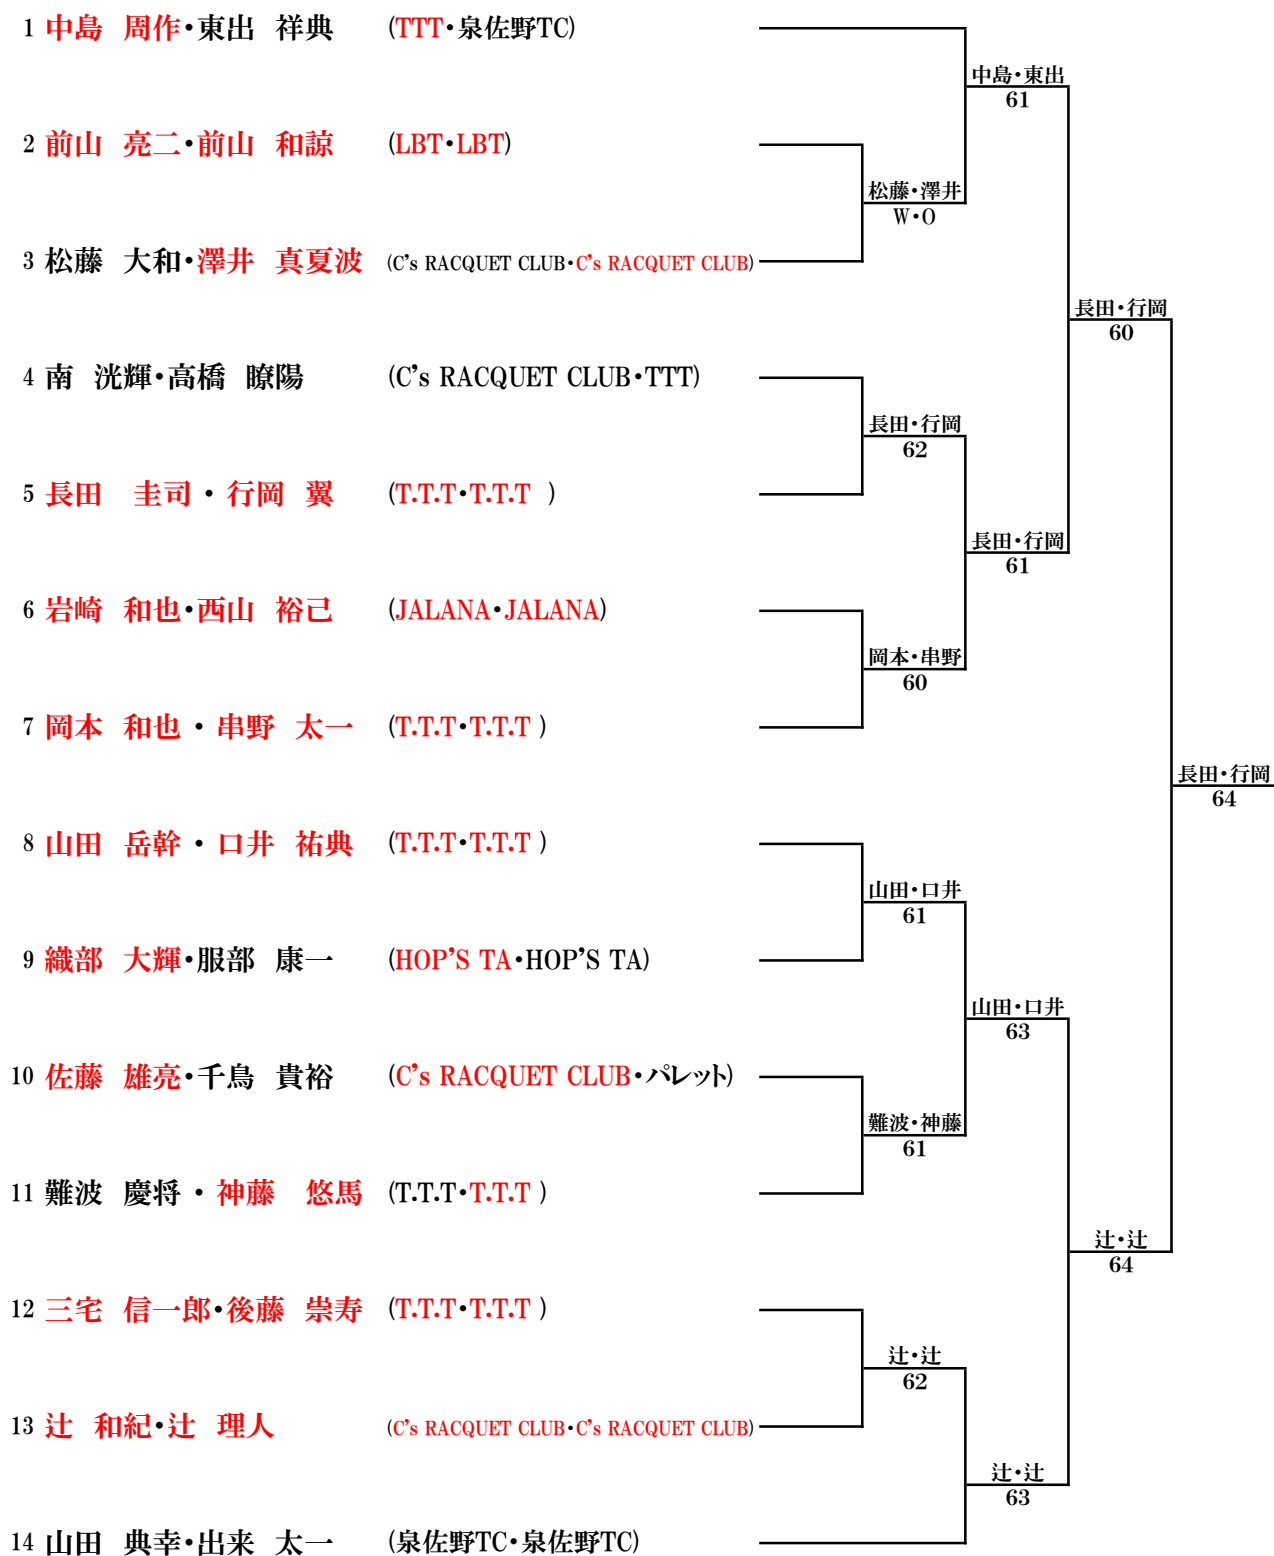 1 中島 周作・東出 祥典 (TTT・泉佐野TC)
中島・東出
61
2 前山 亮二・前山 和諒 (LBT・LBT)
松藤・澤井
W・O
3 松藤 大和・澤井 真夏波 (C's RACQUET CLUB・C's RACQUET CLUB)
長田・行岡
60
4 南 洸輝・高橋 瞭陽 (C's RACQUET CLUB・TTT)
長田・行岡
62
5 長田 圭司・行岡 翼 (T.T.T・T.T.T )
長田・行岡
61
6 岩崎 和也・西山 裕己 (JALANA・JALANA)
岡本・串野
60
7 岡本 和也・串野 太一 (T.T.T・T.T.T )
長田・行岡
64
8 山田 岳幹・口井 祐典 (T.T.T・T.T.T )
山田・口井
61
9 織部 大輝・服部 康一 (HOP'S TA・HOP'S TA)
山田・口井
63
10 佐藤 雄亮・千鳥 貴裕 (C's RACQUET CLUB・パレット)
難波・神藤
61
11 難波 慶将・神藤 悠馬 (T.T.T・T.T.T )
辻・辻
64
12 三宅 信一郎・後藤 崇寿 (T.T.T・T.T.T )
辻・辻
62
13 辻 和紀・辻 理人 (C's RACQUET CLUB・C's RACQUET CLUB)
辻・辻
63
14 山田 典幸・出来 太一 (泉佐野TC・泉佐野TC)